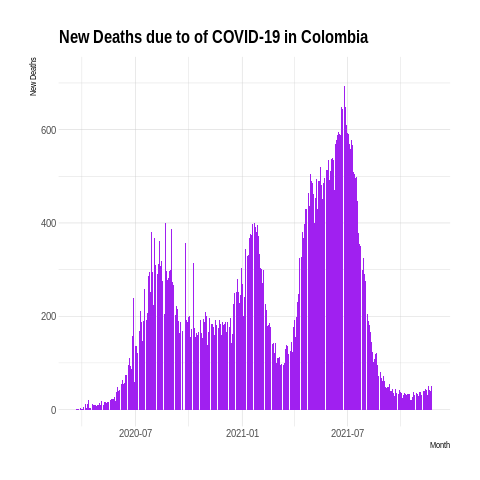 New Deaths due to of COVID-19 in Colombia
New Deaths
600
400
200
0
2020-07
2021-01
2021-07
Month